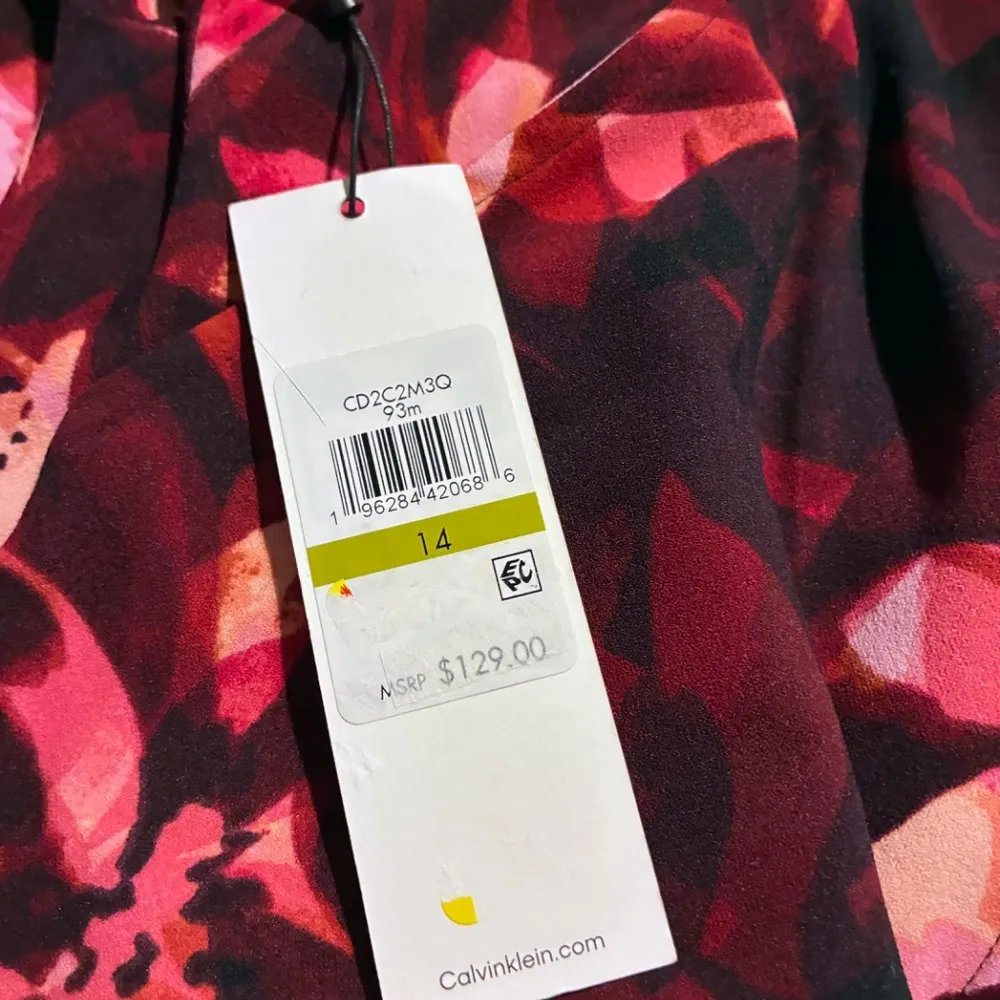 CD2C2M3Q
93m
1 96284 42068 6
14
EPC
MSRP $129.00
Calvinklein.com